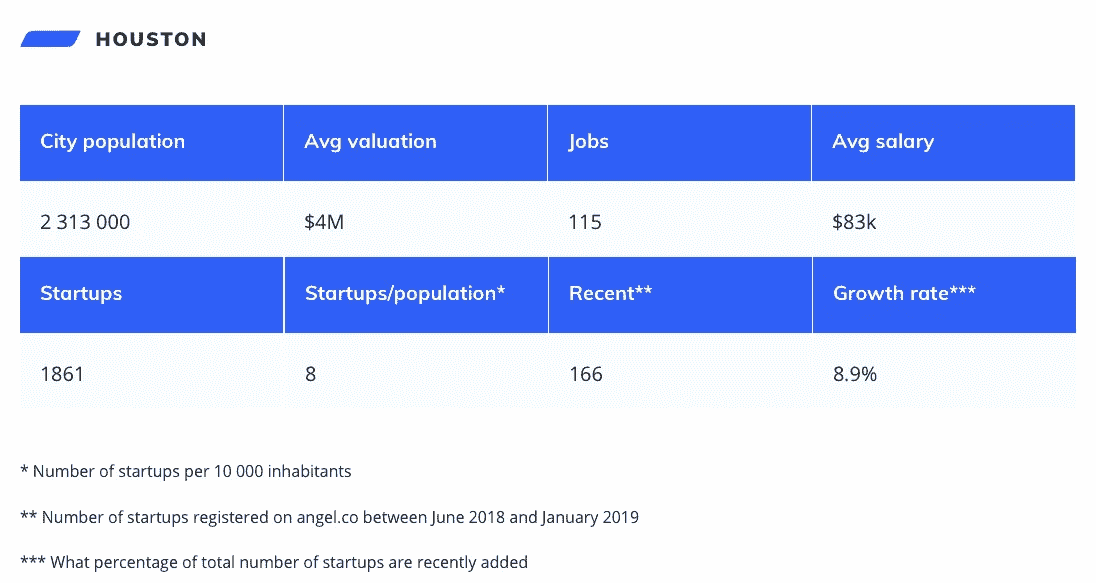 HOUSTON
City population Avg valuation Jobs Avg salary
2 313 000 $4M 115 $83k
Startups Startups/population* Recent** Growth rate***
1861 8 166 8.9%
* Number of startups per 10 000 inhabitants
** Number of startups registered on angel.co between June 2018 and January 2019
*** What percentage of total number of startups are recently added